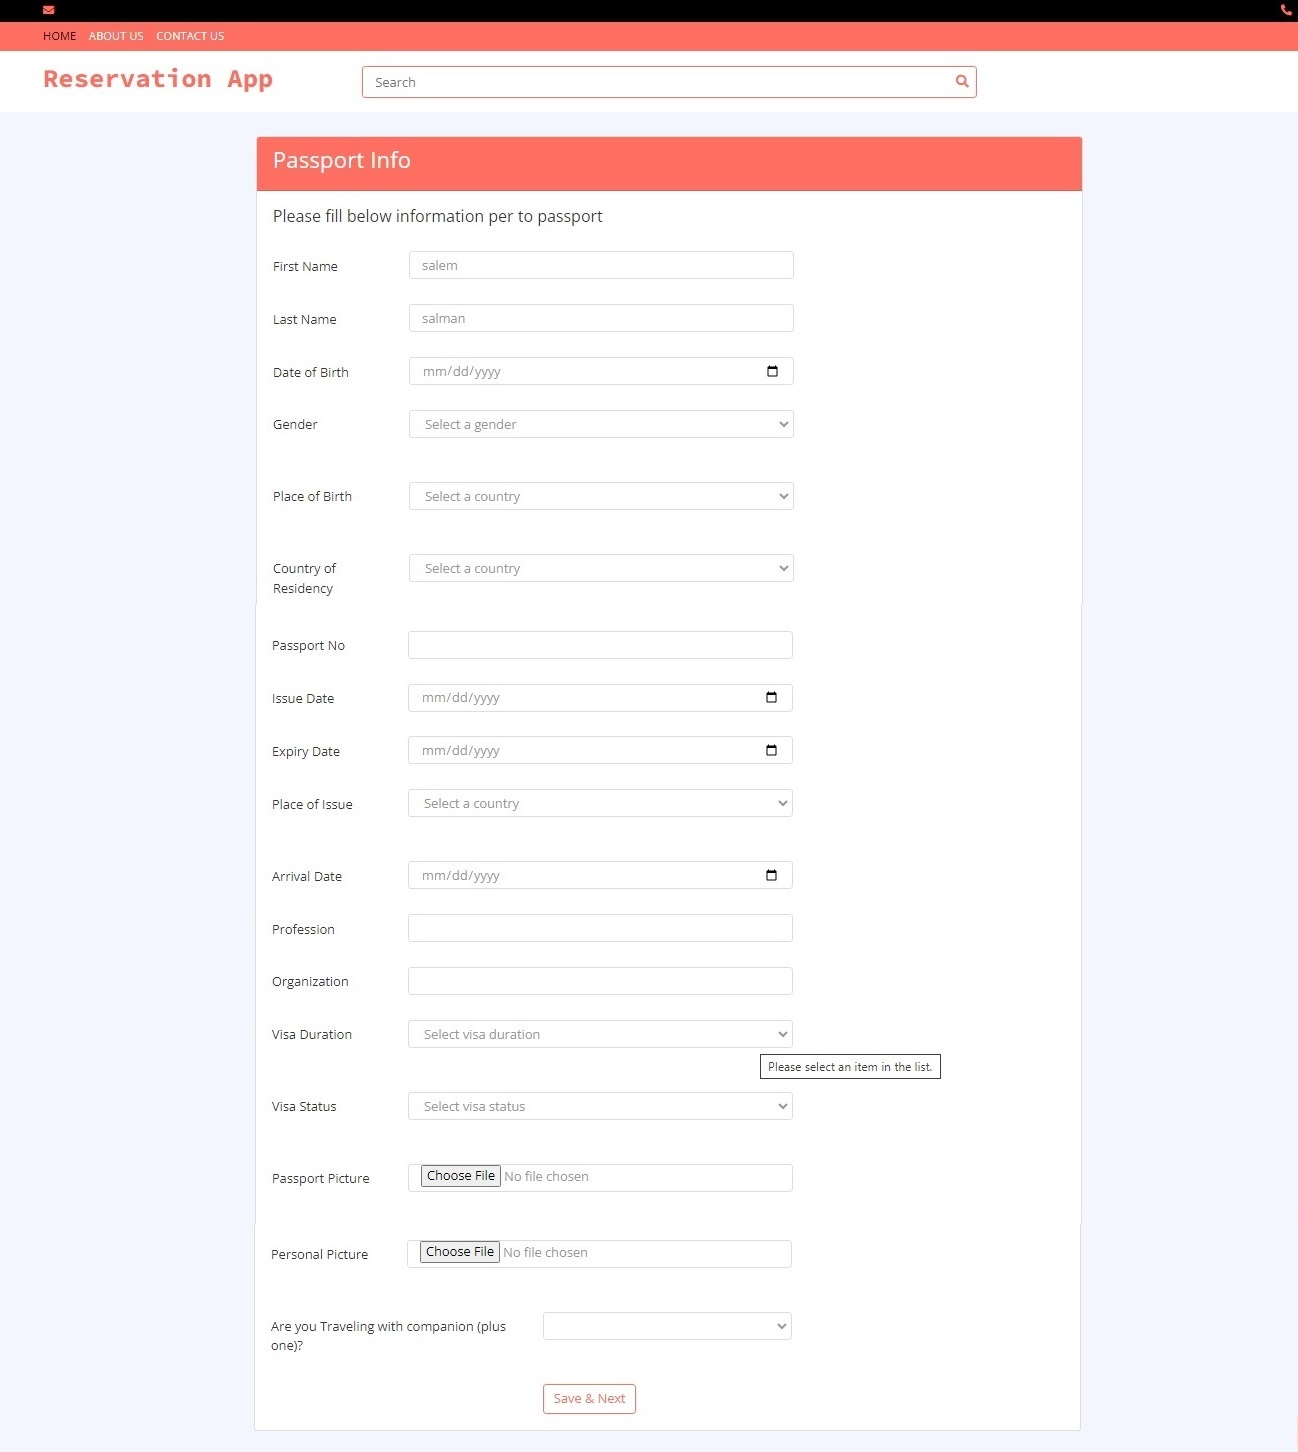 HOME ABOUT US CONTACT US
Reservation App
Search
Passport Info
Please fill below information per to passport
First Name salem
Last Name salman
Date of Birth mm/dd/yyyy
Gender Select a gender
Place of Birth Select a country
Country of Select a country
Residency
Passport No
Issue Date mm/dd/yyyy
Expiry Date mm/dd/yyyy
Place of Issue Select a country
Arrival Date mm/dd/yyyy
Profession
Organization
Visa Duration Select visa duration
Please select an item in the list.
Visa Status Select visa status
Passport Picture Choose File No file chosen
Personal Picture Choose File No file chosen
Are you Traveling with companion (plus
one)?
Save & Next